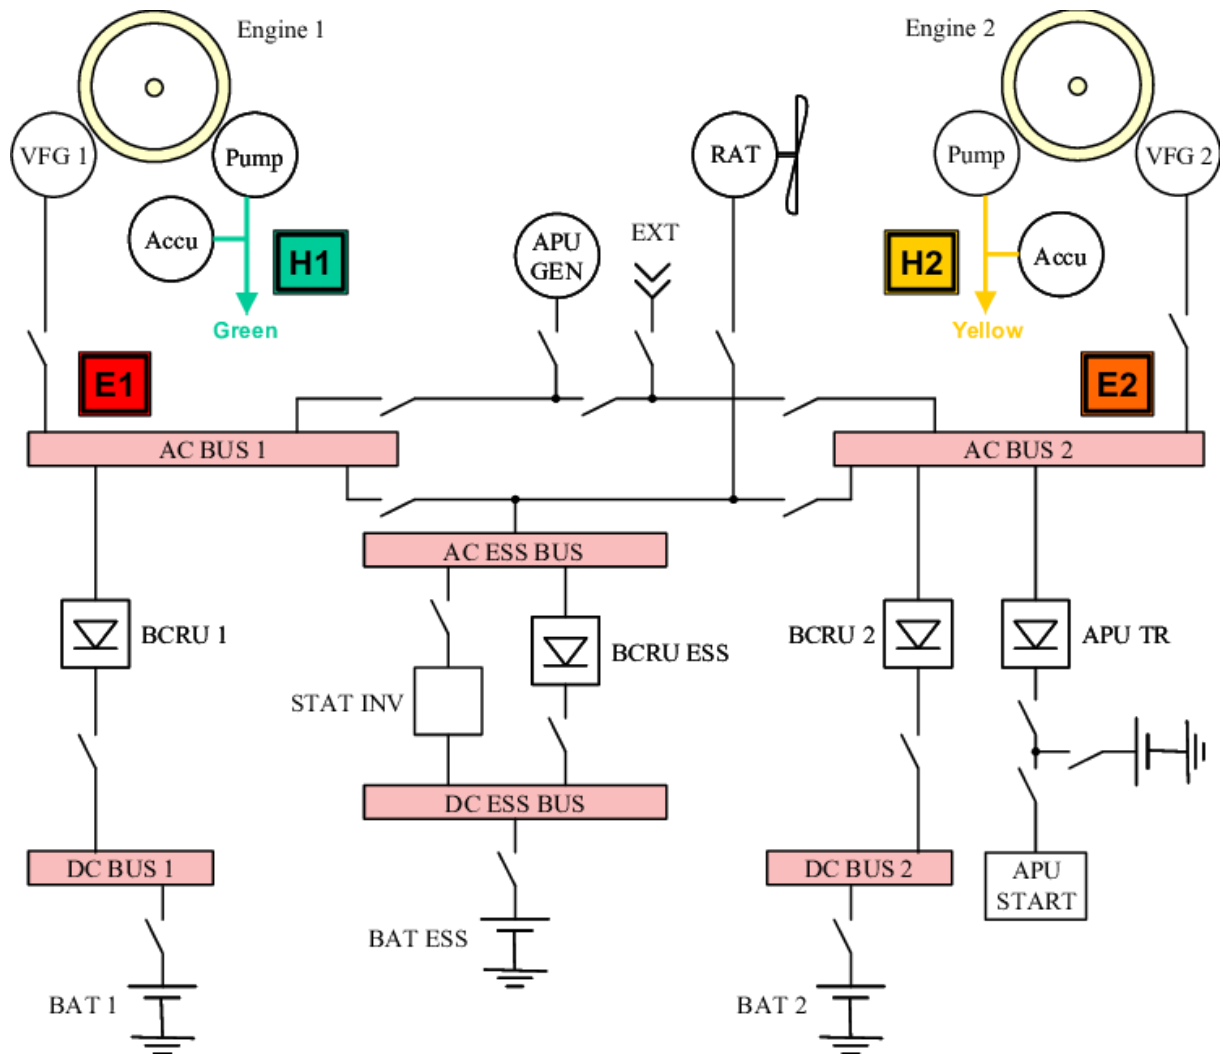 Engine 1
Engine 2
VFG 1
Pump
RAT
Pump
VFG 2
Accu
H1
APU
GEN
EXT
H2
Accu
Green
Yellow
E1
E2
AC BUS 1
AC BUS 2
AC ESS BUS
BCRU 1
BCRU ESS
BCRU 2
APU TR
STAT INV
DC ESS BUS
DC BUS 1
DC BUS 2
APU
START
BAT ESS
BAT 1
BAT 2